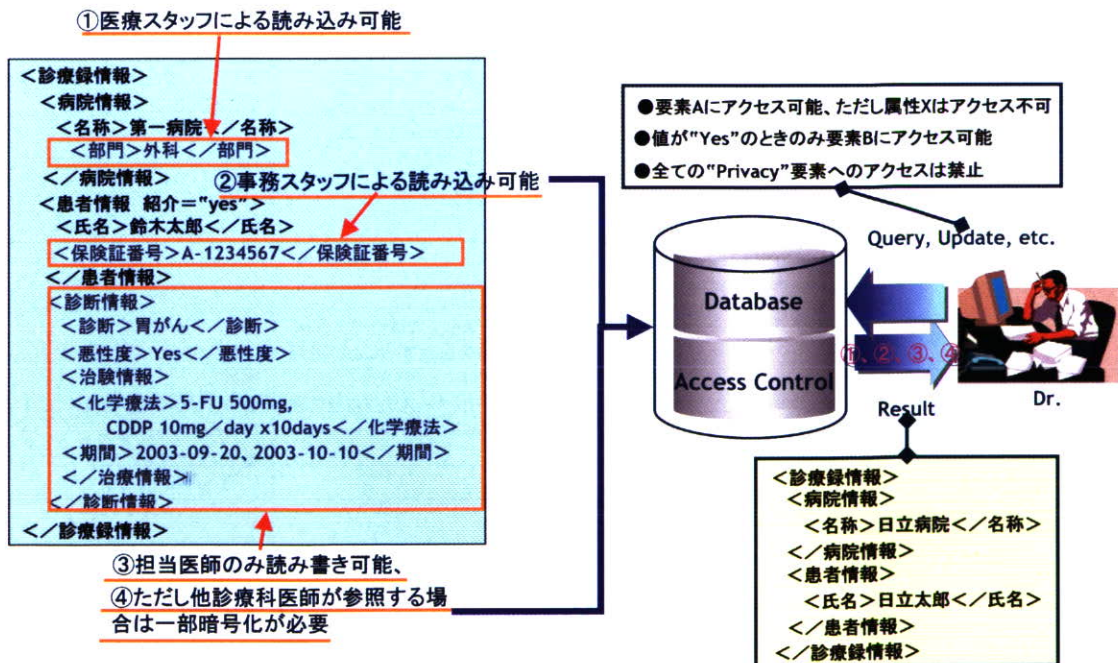 ①医療スタッフによる読み込み可能
<診療録情報>
<病院情報>
<名称>第一病院<／名称>
<部門>外科<／部門>
<／病院情報>
②事務スタッフによる読み込み可能
<患者情報 紹介＝"yes">
<氏名>鈴木太郎<／氏名>
<保険証番号>A-1234567<／保険証番号>
<／患者情報>
<診断情報>
<診断>胃がん<／診断>
<悪性度>Yes<／悪性度>
<治験情報>
<化学療法>5-FU 500mg,
CDDP 10mg／day x10days<／化学療法>
<期間>2003-09-20、2003-10-10<／期間>
<／治療情報>
<／診断情報>
<／診療録情報>
③担当医師のみ読み書き可能、
④ただし他診療科医師が参照する場
合は一部暗号化が必要
●要素Aにアクセス可能、ただし属性Xはアクセス不可
●値が"Yes"のときのみ要素Bにアクセス可能
●全ての"Privacy"要素へのアクセスは禁止
Query, Update, etc.
Database
Access Control
①、②、③、④
Dr.
Result
<診療録情報>
<病院情報>
<名称>日立病院<／名称>
<／病院情報>
<患者情報>
<氏名>日立太郎<／氏名>
<／患者情報>
<／診療録情報>